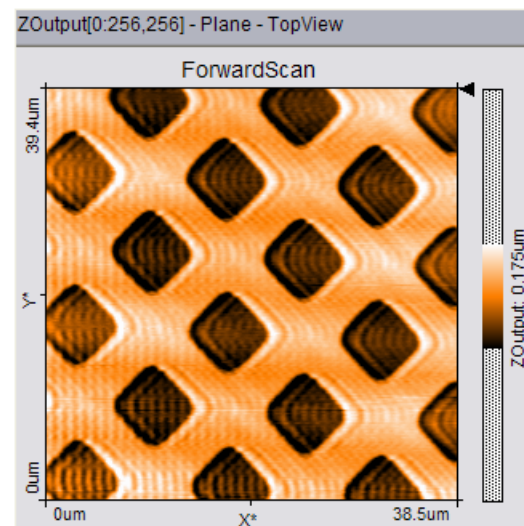 ZOutput[0:256,256] - Plane - TopView
ForwardScan
39.4um
Y*
0um
0um
X*
38.5um
ZOutput: 0.175um